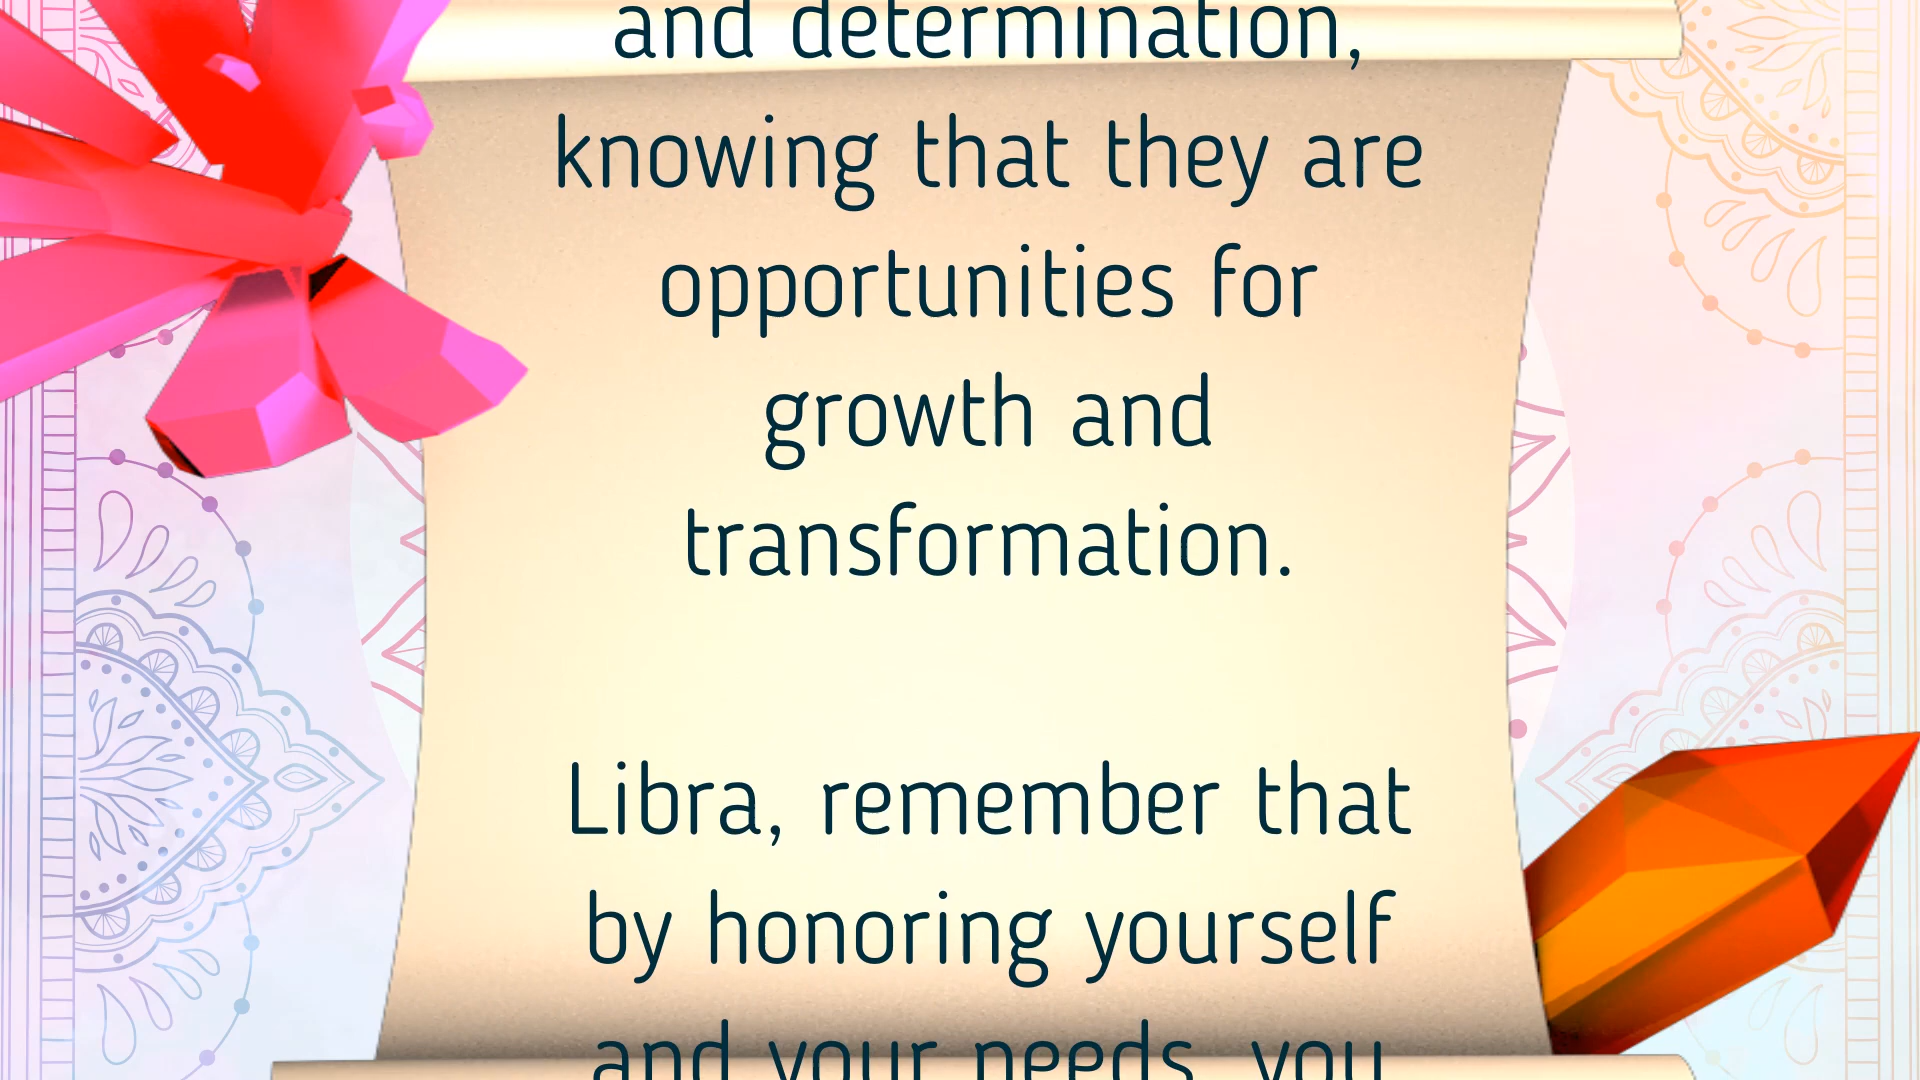 and determination,
knowing that they are
opportunities for
growth and
transformation.
Libra, remember that
by honoring yourself
and your needs, you